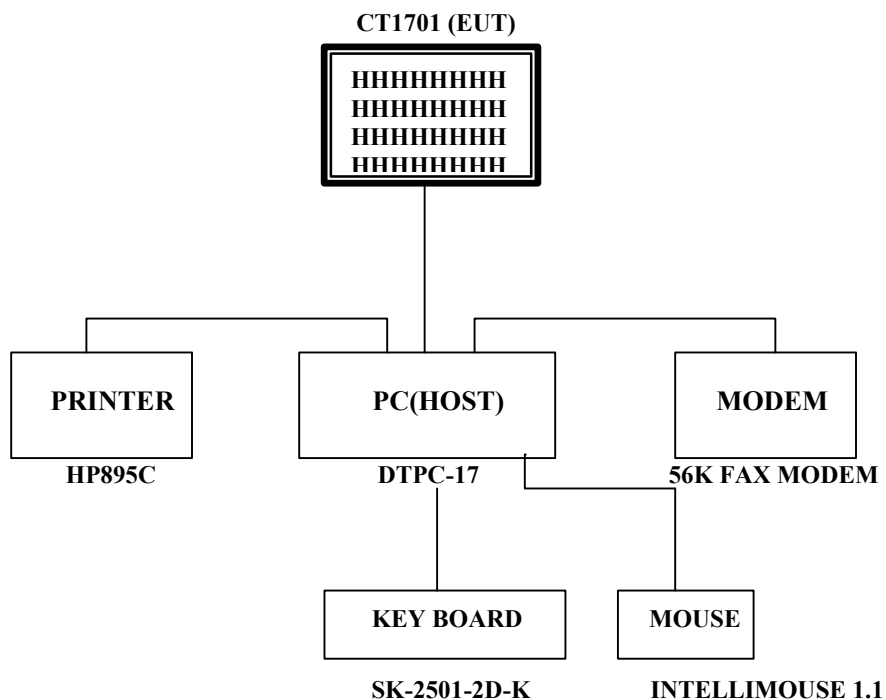 CT1701 (EUT)
HHHHHHHH
HHHHHHHH
HHHHHHHH
HHHHHHHH
PRINTER
PC(HOST)
MODEM
HP895C
DTPC-17
56K FAX MODEM
KEY BOARD
MOUSE
SK-2501-2D-K
INTELLIMOUSE 1.1